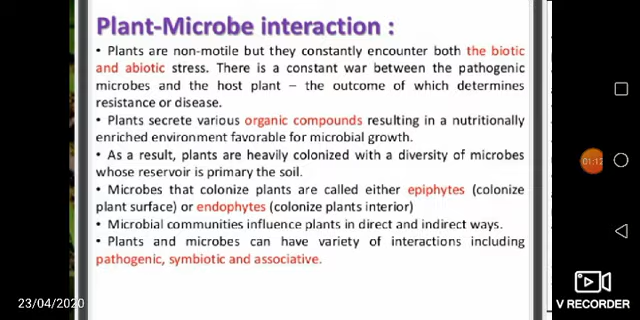 Plant-Microbe interaction :
• Plants are non-motile but they constantly encounter both the biotic
and abiotic stress. There is a constant war between the pathogenic
microbes and the host plant – the outcome of which determines
resistance or disease.
• Plants secrete various organic compounds resulting in a nutritionally
enriched environment favorable for microbial growth.
• As a result, plants are heavily colonized with a diversity of microbes
whose reservoir is primary the soil.
• Microbes that colonize plants are called either epiphytes (colonize
plant surface) or endophytes (colonize plants interior)
• Microbial communities influence plants in direct and indirect ways.
• Plants and microbes can have variety of interactions including
pathogenic, symbiotic and associative.
01:12
23/04/2020
V RECORDER